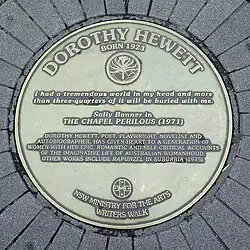 DOROTHY HEWETT
BORN 1923
I had a tremendous world in my head and more
than three-quarters of it will be buried with me.
Sally Banner in
THE CHAPEL PERILOUS (1971)
DOROTHY HEWETT, POET, PLAYWRIGHT, NOVELIST AND
AUTOBIOGRAPHER, HAS GIVEN HEART TO A GENERATION OF
WOMEN WITH HER EPIC, ROMANTIC AND SELF-CRITICAL ACCOUNTS
OF THE IMAGINATIVE LIFE OF AUSTRALIAN WOMANHOOD.
OTHER WORKS INCLUDE RAPUNZEL IN SUBURBIA (1975).
NSW MINISTRY FOR THE ARTS
WRITERS WALK